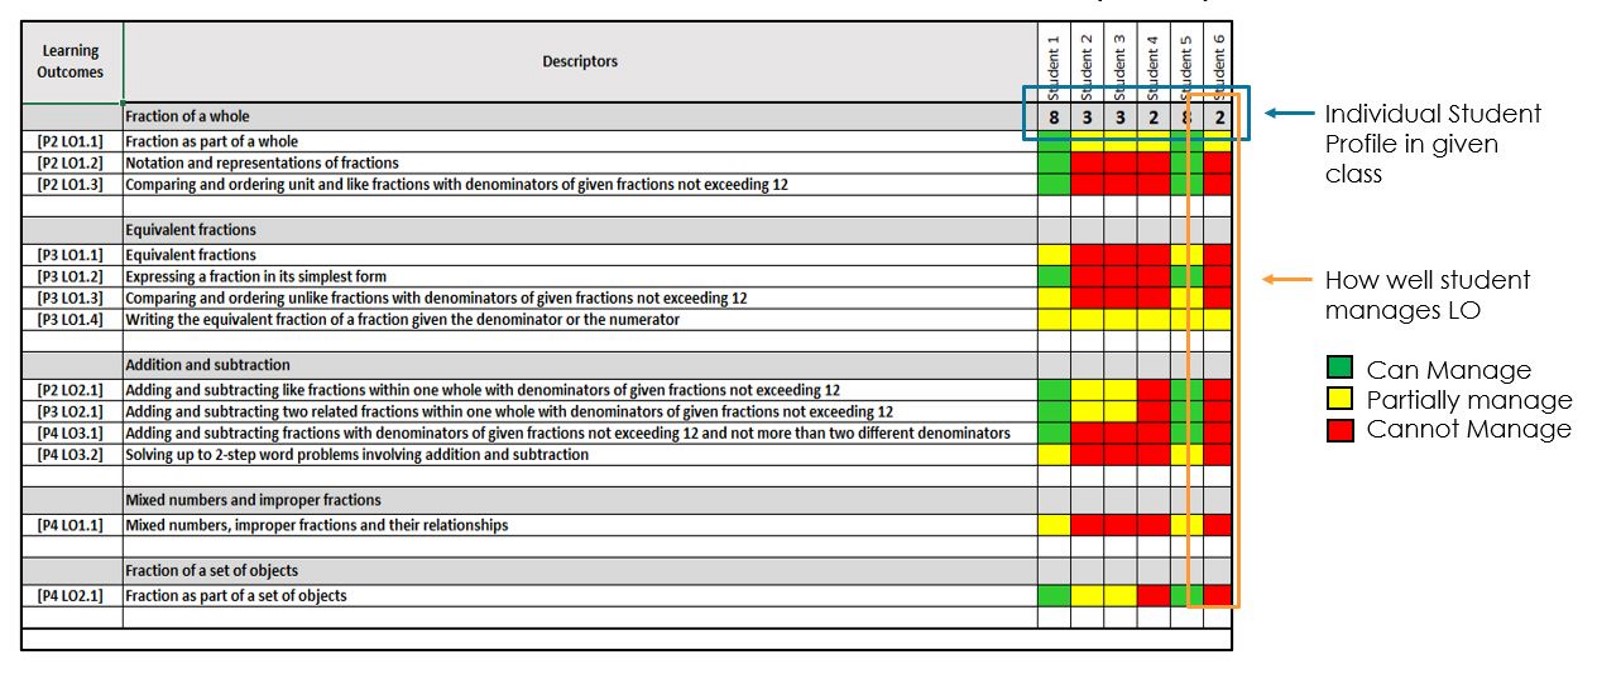 Learning Outcomes Descriptors Student 1 Student 2 Student 3 Student 4 Student 5 Student 6
Fraction of a whole 8 3 3 2 8 2
[P2 LO1.1] Fraction as part of a whole
[P2 LO1.2] Notation and representations of fractions
[P2 LO1.3] Comparing and ordering unit and like fractions with denominators of given fractions not exceeding 12
Equivalent fractions
[P3 LO1.1] Equivalent fractions
[P3 LO1.2] Expressing a fraction in its simplest form
[P3 LO1.3] Comparing and ordering unlike fractions with denominators of given fractions not exceeding 12
[P3 LO1.4] Writing the equivalent fraction of a fraction given the denominator or the numerator
Addition and subtraction
[P2 LO2.1] Adding and subtracting like fractions within one whole with denominators of given fractions not exceeding 12
[P3 LO2.1] Adding and subtracting two related fractions within one whole with denominators of given fractions not exceeding 12
[P4 LO3.1] Adding and subtracting fractions with denominators of given fractions not exceeding 12 and not more than two different denominators
[P4 LO3.2] Solving up to 2-step word problems involving addition and subtraction
Mixed numbers and improper fractions
[P4 LO1.1] Mixed numbers, improper fractions and their relationships
Fraction of a set of objects
[P4 LO2.1] Fraction as part of a set of objects
Individual Student
Profile in given
class
How well student
manages LO
Can Manage
Partially manage
Cannot Manage